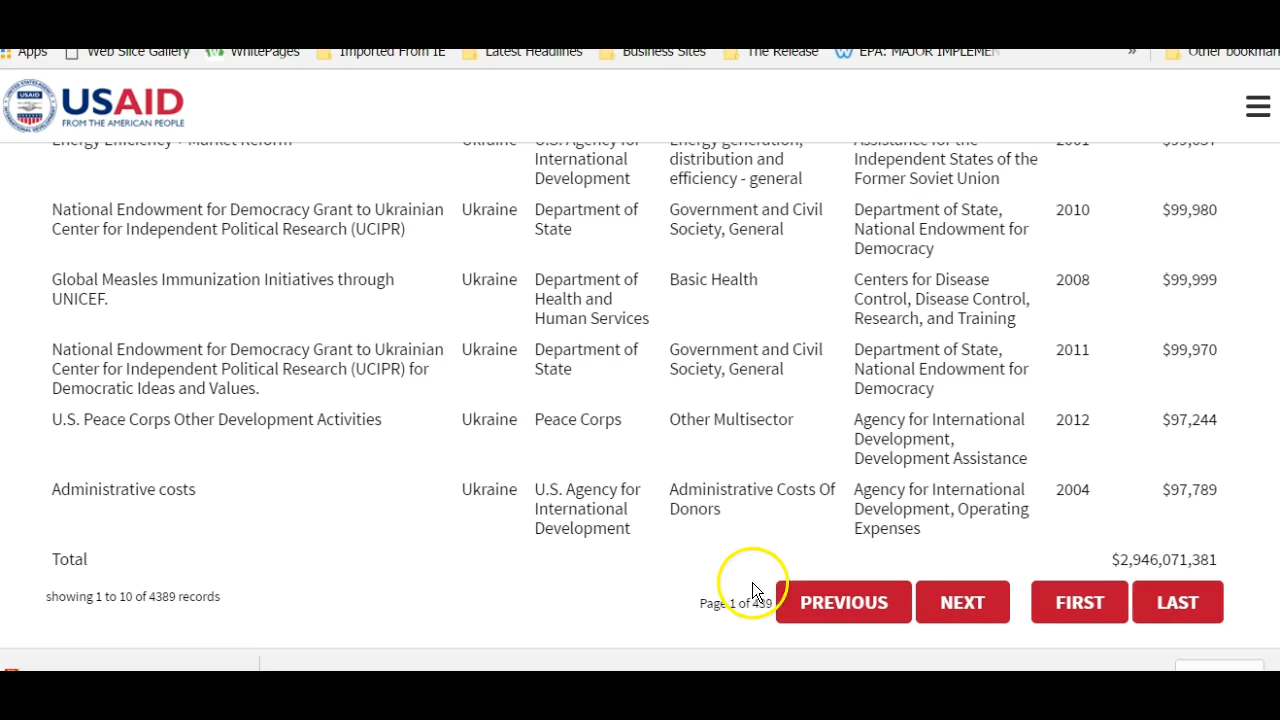 Apps Web Slice Gallery WhitePages Imported From IE Latest Headlines Business Sites The Release EPA: MAJOR IMPLEMEN » Other bookmar
USAID
FROM THE AMERICAN PEOPLE
Energy Efficiency + Market Reform Ukraine U.S. Agency for Energy generation, Assistance for the 2001 $99,037
International distribution and Independent States of the
Development efficiency - general Former Soviet Union
National Endowment for Democracy Grant to Ukrainian Ukraine Department of Government and Civil Department of State, 2010 $99,980
Center for Independent Political Research (UCIPR) State Society, General National Endowment for
Democracy
Global Measles Immunization Initiatives through Ukraine Department of Basic Health Centers for Disease 2008 $99,999
UNICEF. Health and Control, Disease Control,
Human Services Research, and Training
National Endowment for Democracy Grant to Ukrainian Ukraine Department of Government and Civil Department of State, 2011 $99,970
Center for Independent Political Research (UCIPR) for State Society, General National Endowment for
Democratic Ideas and Values. Democracy
U.S. Peace Corps Other Development Activities Ukraine Peace Corps Other Multisector Agency for International 2012 $97,244
Development,
Development Assistance
Administrative costs Ukraine U.S. Agency for Administrative Costs Of Agency for International 2004 $97,789
International Donors Development, Operating
Development Expenses
Total $2,946,071,381
showing 1 to 10 of 4389 records Page 1 of 439 PREVIOUS NEXT FIRST LAST